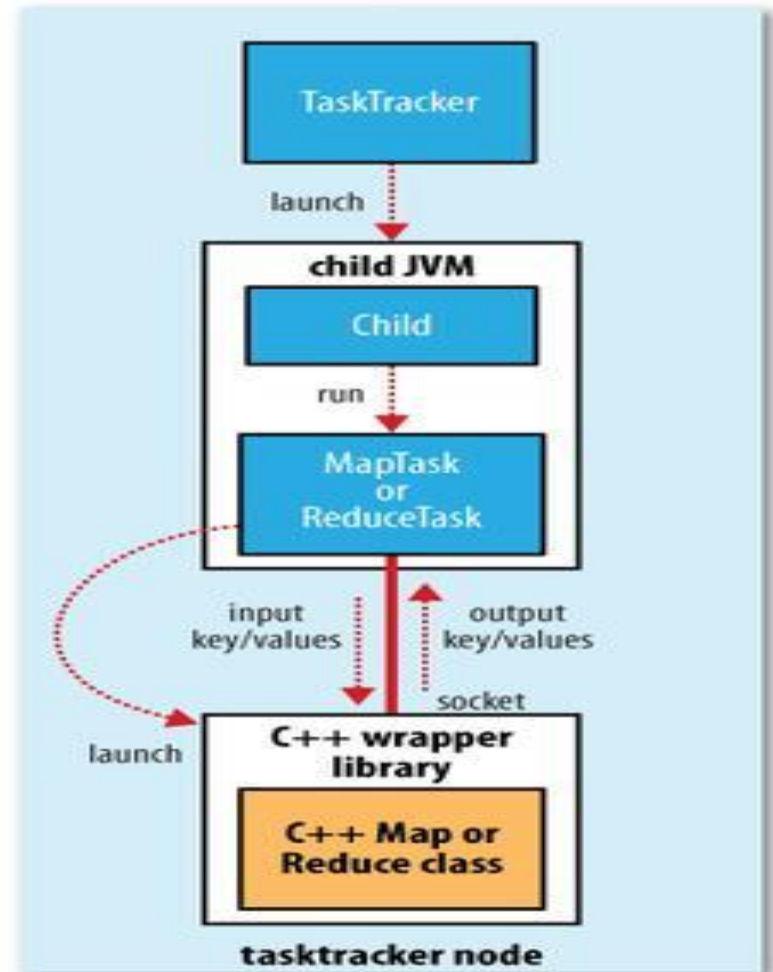 TaskTracker
launch
child JVM
Child
run
MapTask
or
ReduceTask
input
key/values
output
key/values
socket
launch
C++ wrapper
library
C++ Map or
Reduce class
tasktracker node